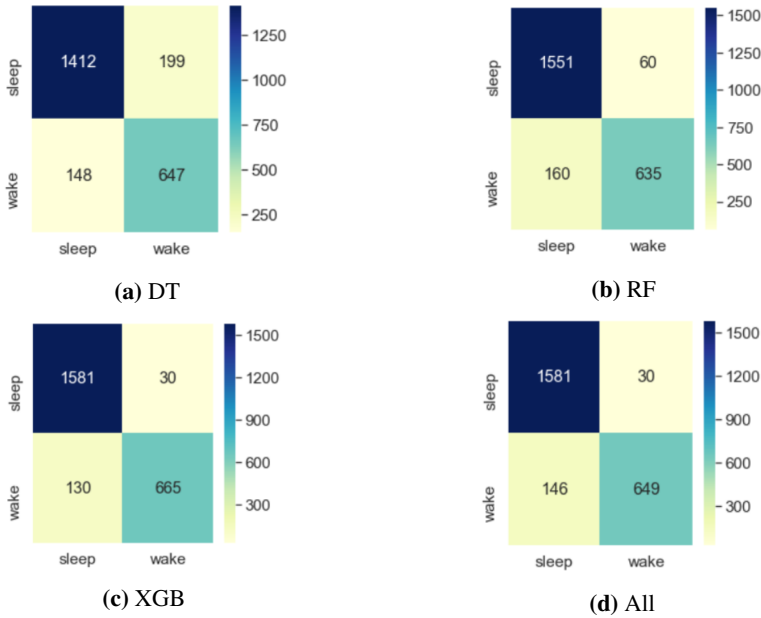 sleep
1412 199
wake
148 647
sleep wake
1250
1000
750
500
250
(a) DT
sleep
1551 60
wake
160 635
sleep wake
1500
1250
1000
750
500
250
(b) RF
sleep
1581 30
wake
130 665
sleep wake
1500
1200
900
600
300
(c) XGB
sleep
1581 30
wake
146 649
sleep wake
1500
1200
900
600
300
(d) All